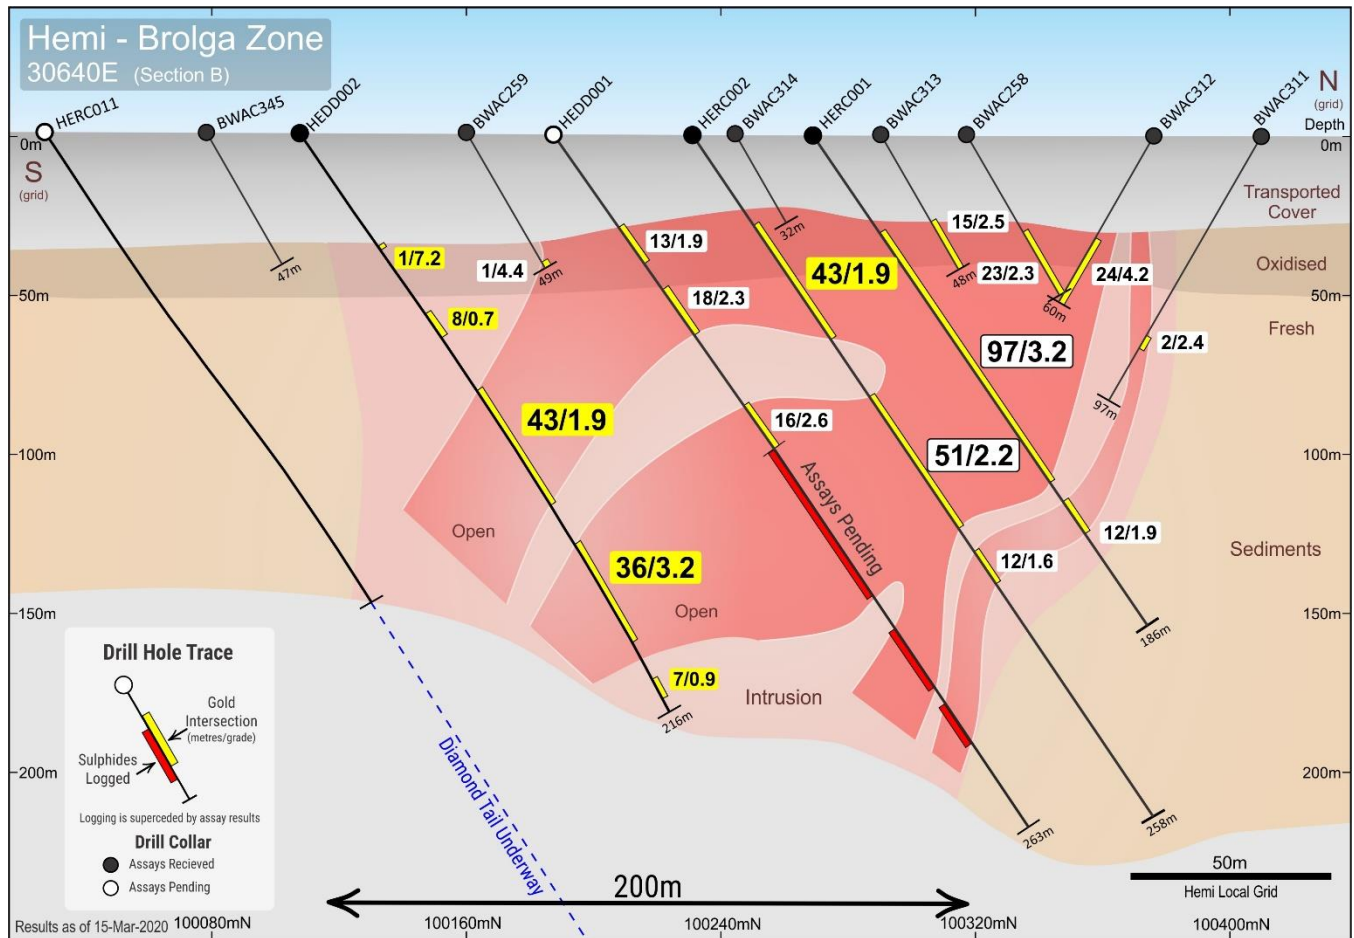 Hemi - Brolga Zone
30640E (Section B)
HERC011
BWAC345
HEDD002
BWAC259
HEDD001
HERC002
BWAC314
HERC001
BWAC313
BWAC258
BWAC312
BWAC311
N
(grid)
Depth
0m
0m
S
(grid)
Transported
Cover
Oxidised
Fresh
Sediments
50m
50m
100m
100m
150m
150m
200m
200m
47m
1/7.2
1/4.4
49m
13/1.9
32m
15/2.5
48m
23/2.3
60m
24/4.2
8/0.7
18/2.3
43/1.9
97/3.2
2/2.4
97m
43/1.9
16/2.6
51/2.2
Assays Pending
Open
12/1.9
12/1.6
36/3.2
Open
186m
7/0.9
Intrusion
216m
263m
258m
Diamond Tail Underway
Drill Hole Trace
Gold
Intersection
(metres/grade)
Sulphides
Logged
Logging is superceded by assay results
Drill Collar
Assays Recieved
Assays Pending
50m
Hemi Local Grid
200m
Results as of 15-Mar-2020
100080mN
100160mN
100240mN
100320mN
100400mN